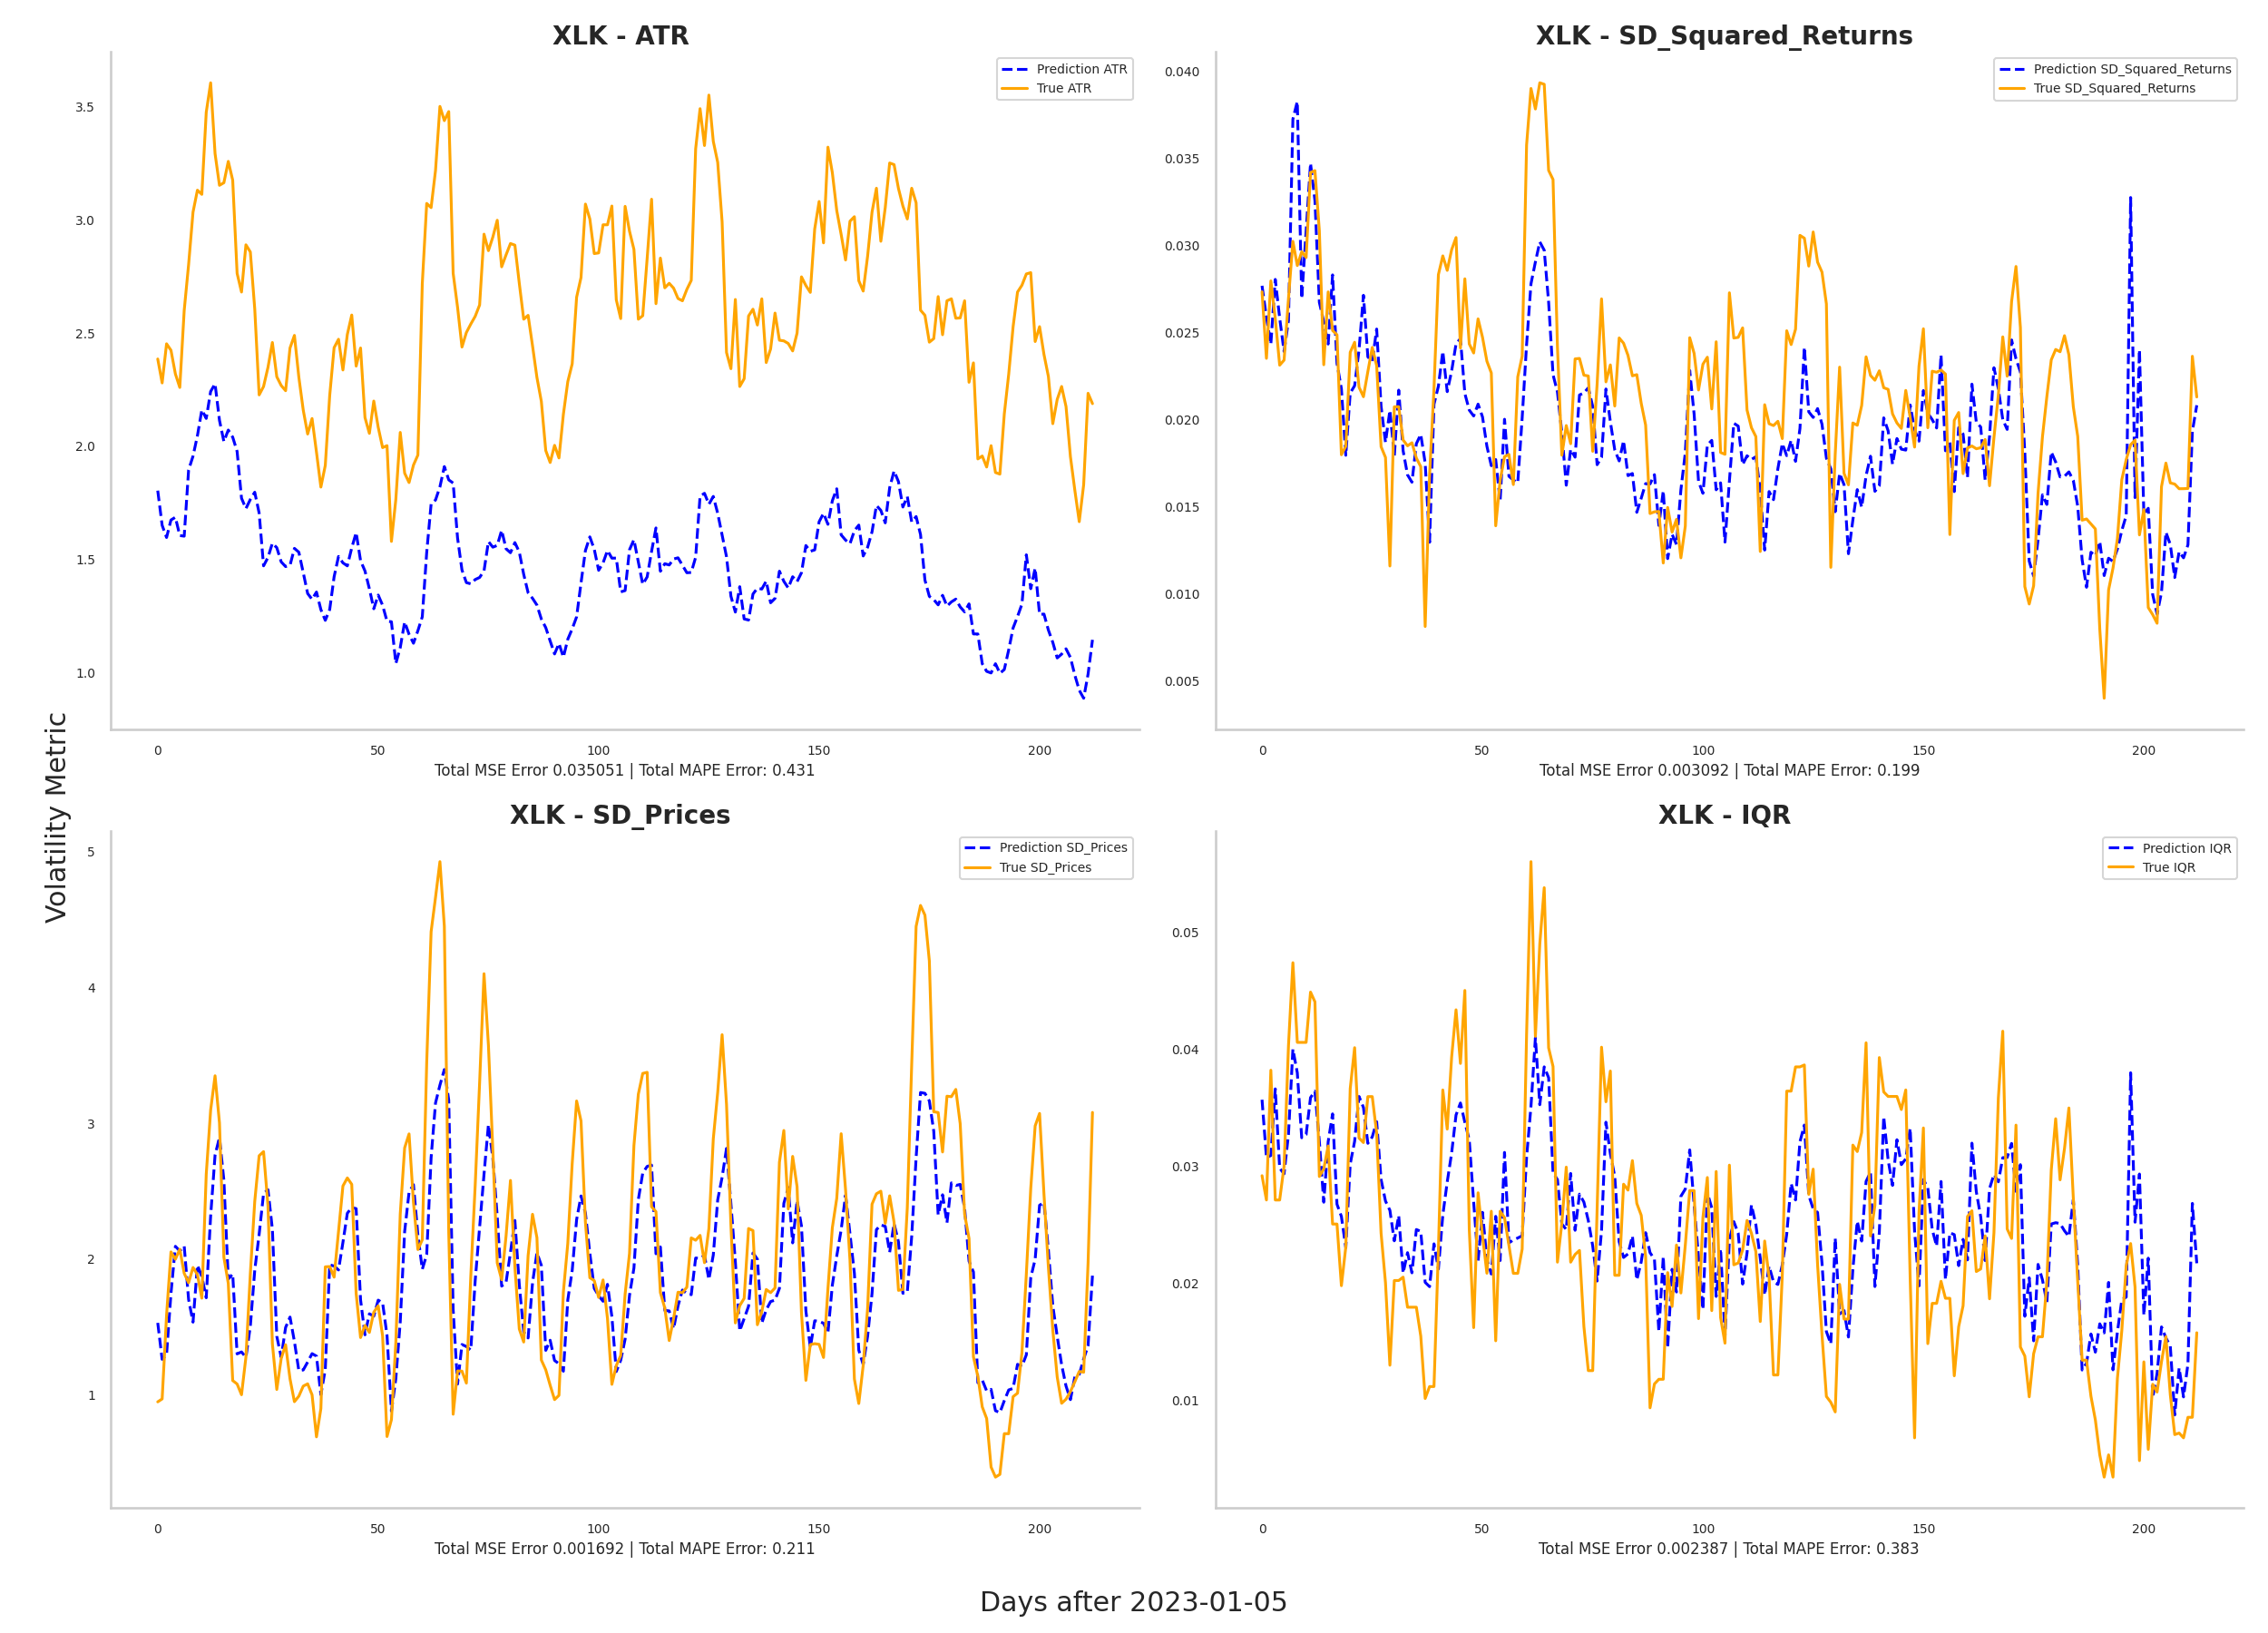 XLK - ATR
Prediction ATR
True ATR
3.5
3.0
2.5
2.0
1.5
1.0
0
50
100
150
200
Total MSE Error 0.035051 | Total MAPE Error: 0.431
XLK - SD_Squared_Returns
Prediction SD_Squared_Returns
True SD_Squared_Returns
0.040
0.035
0.030
0.025
0.020
0.015
0.010
0.005
0
50
100
150
200
Total MSE Error 0.003092 | Total MAPE Error: 0.199
Volatility Metric
XLK - SD_Prices
Prediction SD_Prices
True SD_Prices
5
4
3
2
1
0
50
100
150
200
Total MSE Error 0.001692 | Total MAPE Error: 0.211
XLK - IQR
Prediction IQR
True IQR
0.05
0.04
0.03
0.02
0.01
0
50
100
150
200
Total MSE Error 0.002387 | Total MAPE Error: 0.383
Days after 2023-01-05